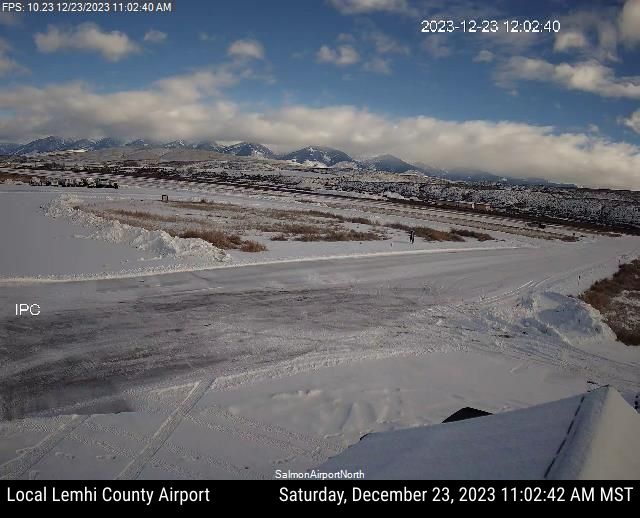 FPS: 10.23 12/23/2023 11:02:40 AM
2023-12-23 12:02:40
IPC
SalmonAirportNorth
Local Lemhi County Airport Saturday, December 23, 2023 11:02:42 AM MST